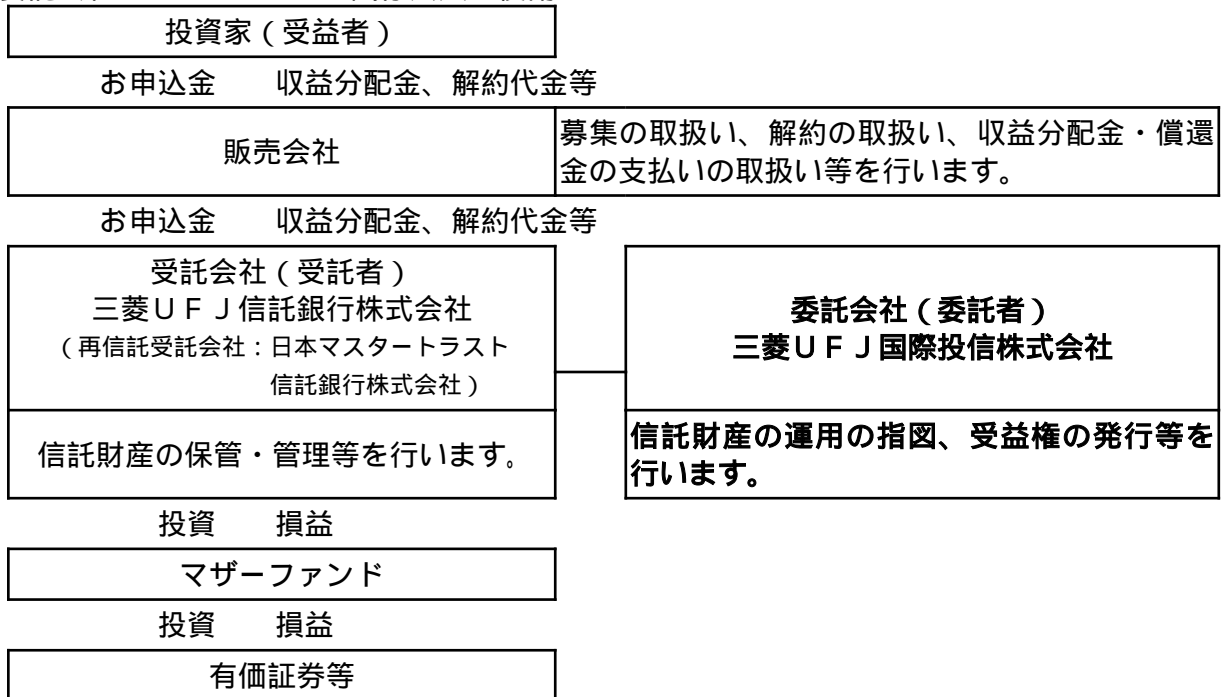 投資家（受益者）
お申込金　収益分配金、解約代金等
販売会社
募集の取扱い、解約の取扱い、収益分配金・償還
金の支払いの取扱い等を行います。
お申込金　収益分配金、解約代金等
受託会社（受託者）
三菱ＵＦＪ信託銀行株式会社
（再信託受託会社：日本マスタートラスト
信託銀行株式会社）
信託財産の保管・管理等を行います。
委託会社（委託者）
三菱ＵＦＪ国際投信株式会社
信託財産の運用の指図、受益権の発行等を
行います。
投資　損益
マザーファンド
投資　損益
有価証券等